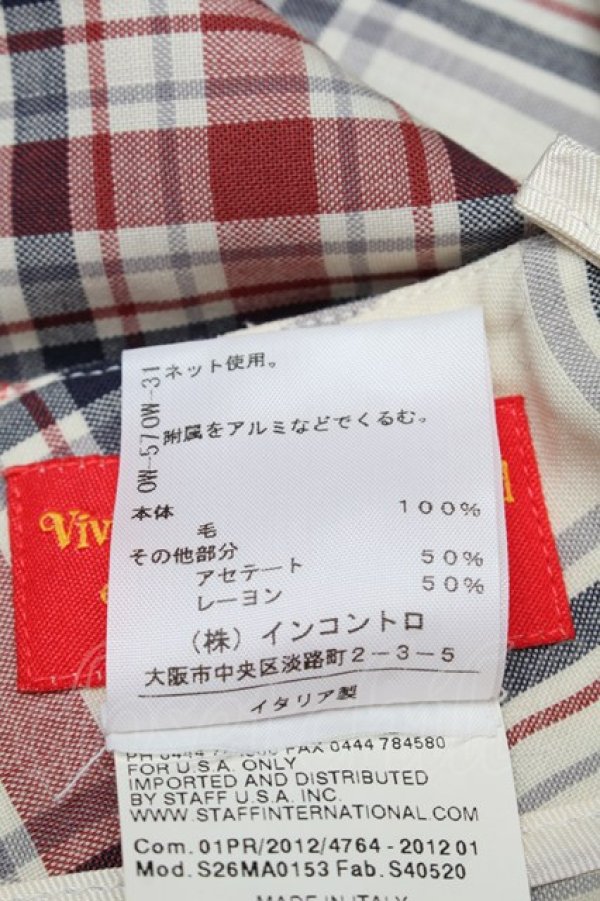 ネット使用。
附属をアルミなどでくるむ。
OW-57OW-31
本体 100%
毛
その他部分
アセテート 50%
レーヨン 50%
(株)インコントロ
大阪市中央区淡路町2-3-5
イタリア製
Viv
FAX 0444 784580
FOR U.S.A. ONLY
IMPORTED AND DISTRIBUTED
BY STAFF U.S.A. INC.
WWW.STAFFINTERNATIONAL.COM
Com. 01PR/2012/4764 - 2012 01
Mod. S26MA0153 Fab. S40520
MADE IN ITALY